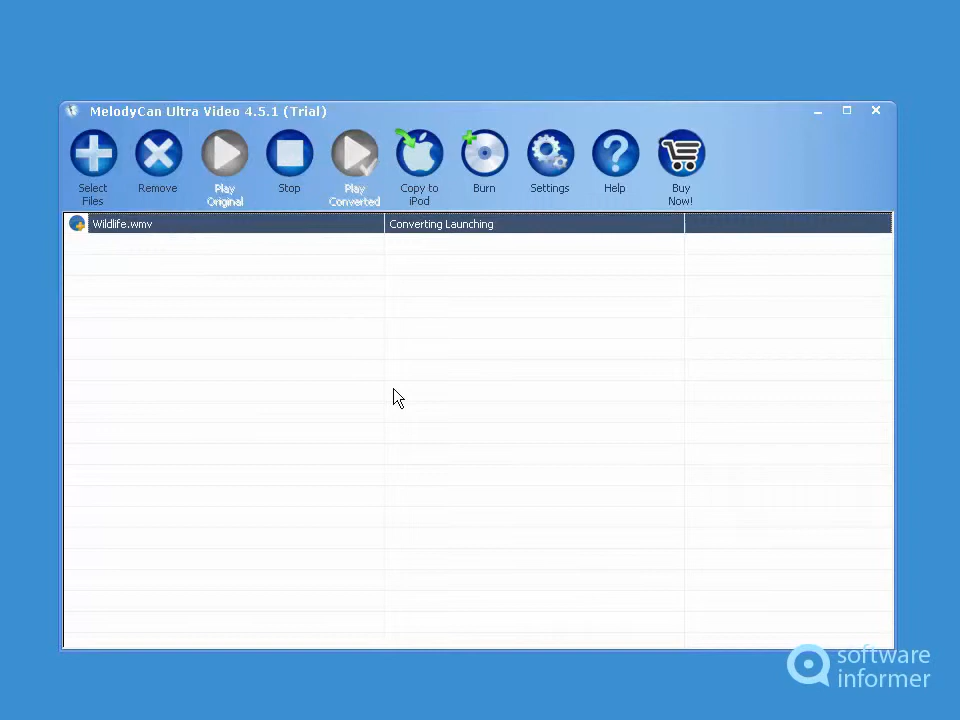 MelodyCan Ultra Video 4.5.1 (Trial)
Select Files
Remove
Play Original
Stop
Play Converted
Copy to iPod
Burn
Settings
Help
Buy Now!
Wildlife.wmv
Converting Launching
software
informer